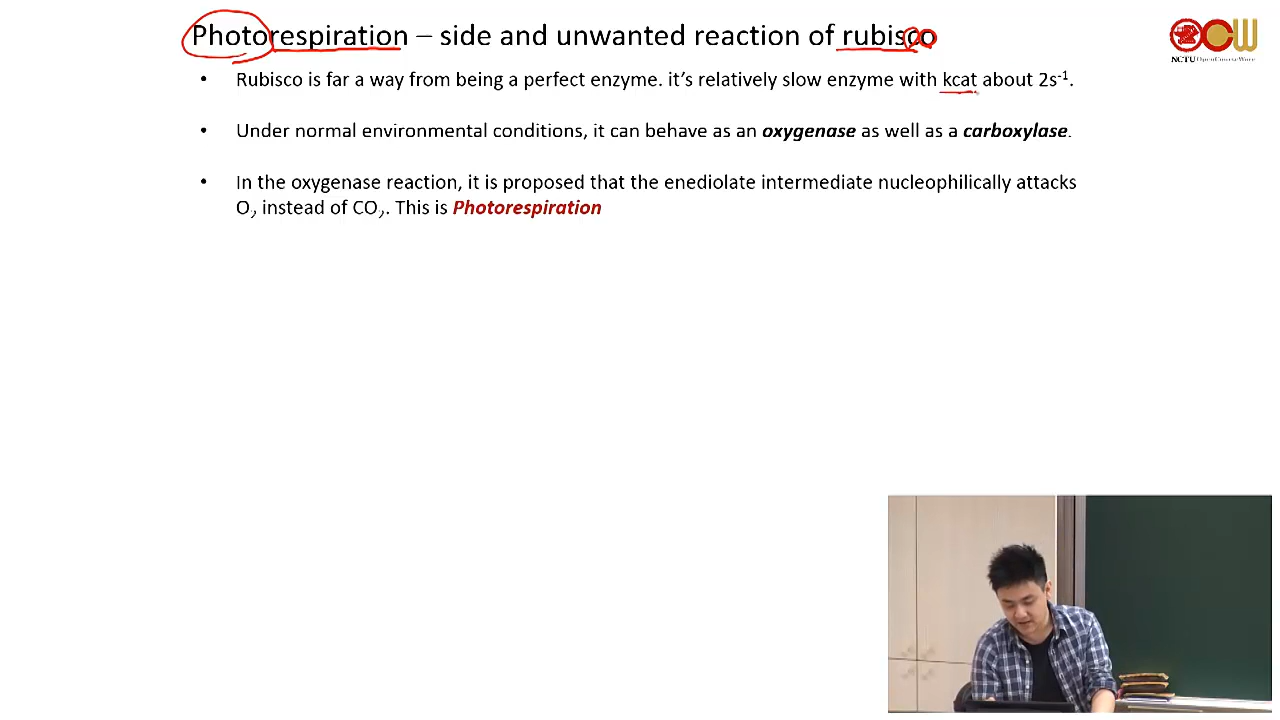 Photorespiration – side and unwanted reaction of rubisco
OCW
NCTU OpenCourseWare
• Rubisco is far a way from being a perfect enzyme. it's relatively slow enzyme with kcat about 2s⁻¹.
• Under normal environmental conditions, it can behave as an oxygenase as well as a carboxylase.
• In the oxygenase reaction, it is proposed that the enediolate intermediate nucleophilically attacks
O₂ instead of CO₂. This is Photorespiration